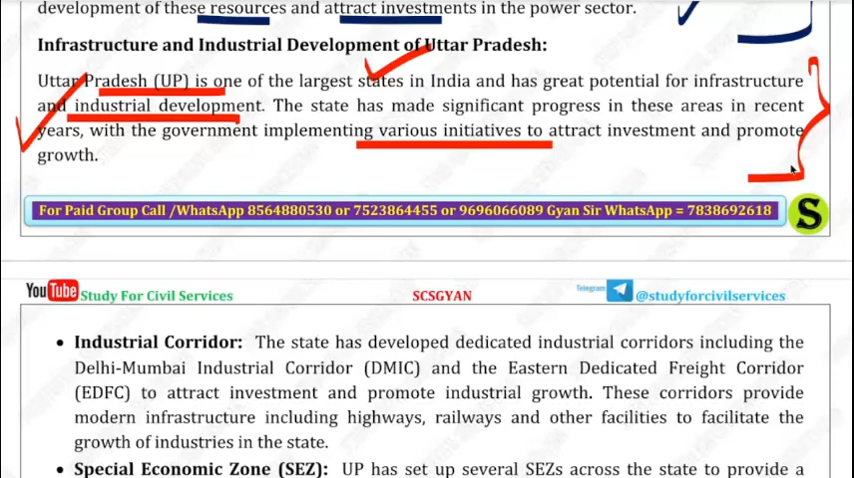 development of these resources and attract investments in the power sector.
Infrastructure and Industrial Development of Uttar Pradesh:
Uttar Pradesh (UP) is one of the largest states in India and has great potential for infrastructure
and industrial development. The state has made significant progress in these areas in recent
years, with the government implementing various initiatives to attract investment and promote
growth.
For Paid Group Call /WhatsApp 8564880530 or 7523864455 or 9696066089 Gyan Sir WhatsApp = 7838692618
S
YouTube Study For Civil Services
SCSGYAN
Telegram @studyforcivilservices
• Industrial Corridor: The state has developed dedicated industrial corridors including the
Delhi-Mumbai Industrial Corridor (DMIC) and the Eastern Dedicated Freight Corridor
(EDFC) to attract investment and promote industrial growth. These corridors provide
modern infrastructure including highways, railways and other facilities to facilitate the
growth of industries in the state.
• Special Economic Zone (SEZ): UP has set up several SEZs across the state to provide a